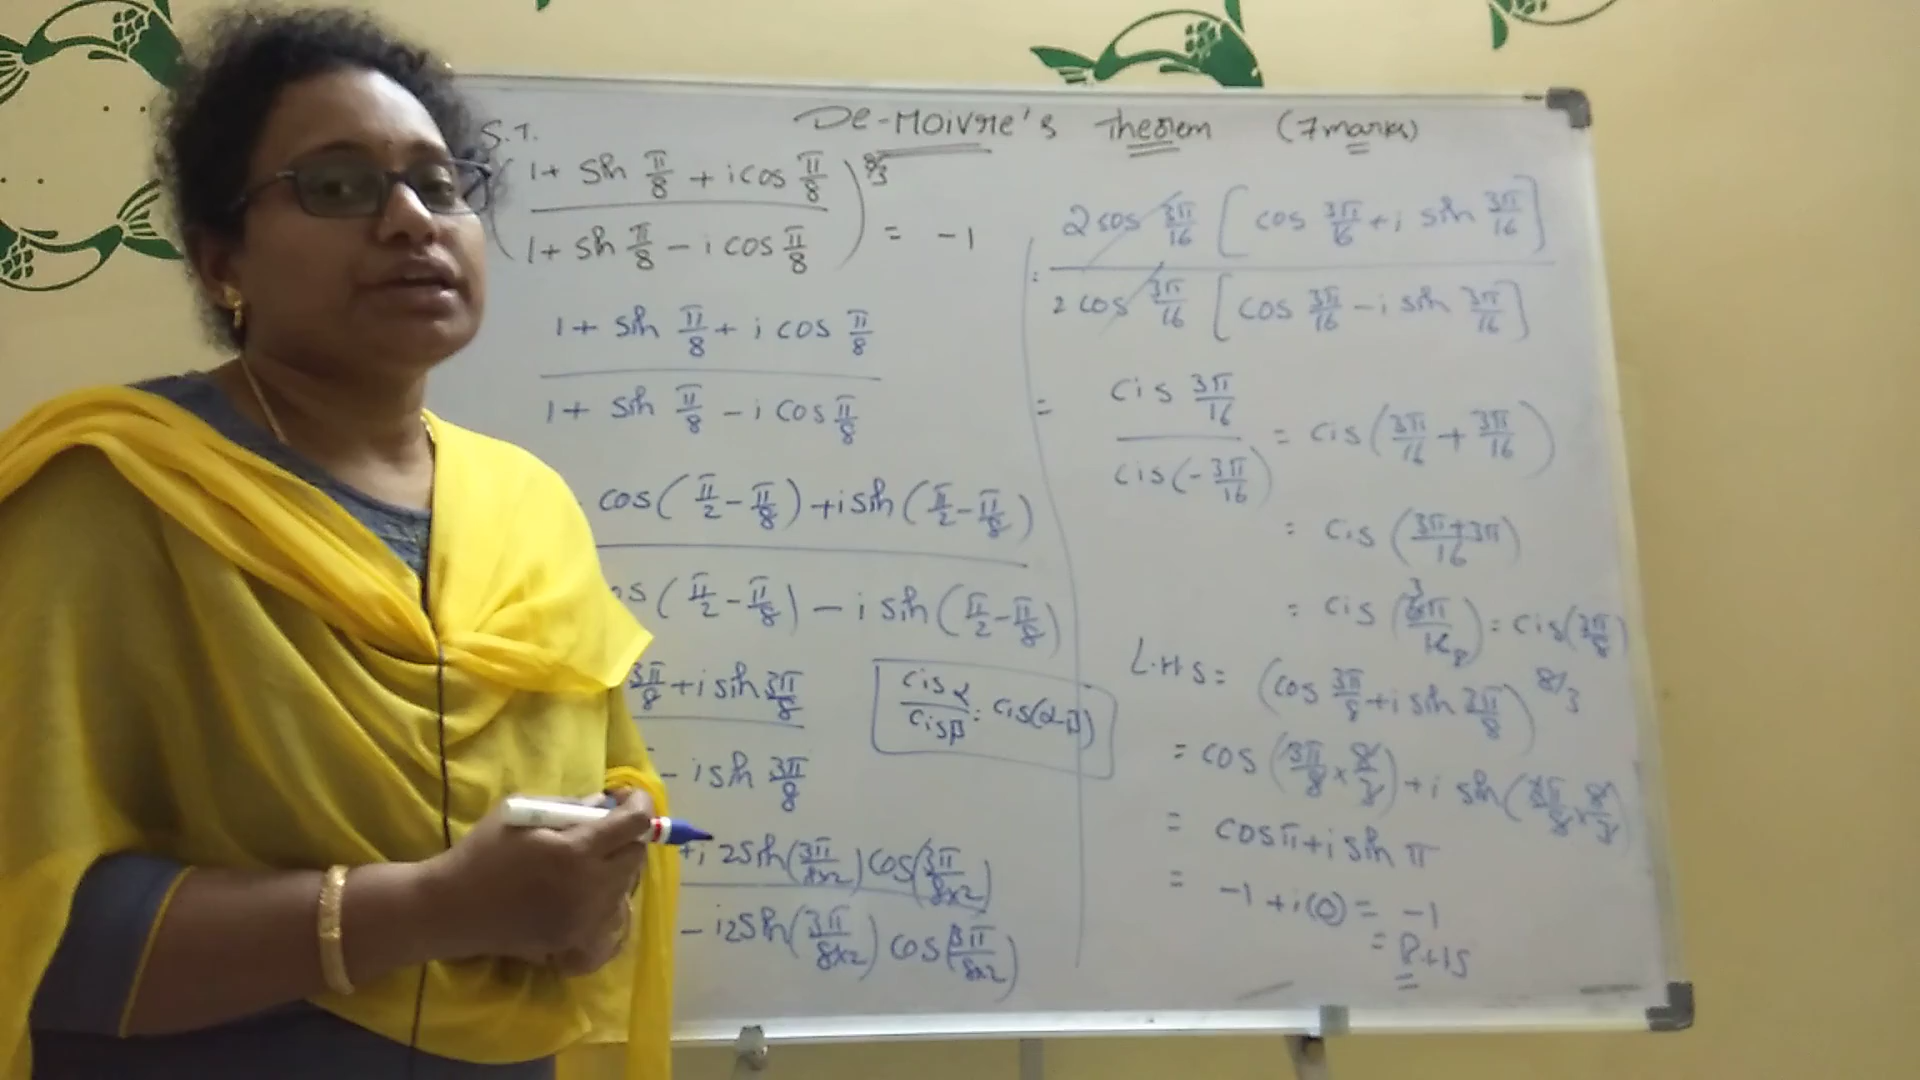 De-Moivre's Theorem (7 marks)
S.T.
(1 + sin π/8 + i cos π/8 / 1 + sin π/8 - i cos π/8)^8/3 = -1
1 + sin π/8 + i cos π/8
1 + sin π/8 - i cos π/8
cos(π/2 - π/8) + i sin(π/2 - π/8)
os(π/2 - π/8) - i sin(π/2 - π/8)
3π/8 + i sin 3π/8
- i sin 3π/8
+ i 2 sin(3π/8×2) cos(3π/8×2)
- i 2 sin(3π/8×2) cos(3π/8×2)
cis α / cis β = cis(α-β)
: 2 cos 3π/16 [cos 3π/16 + i sin 3π/16]
2 cos 3π/16 [cos 3π/16 - i sin 3π/16]
= cis 3π/16 / cis(-3π/16) = cis(3π/16 + 3π/16)
= cis(3π+3π/16)
= cis(6π/16) = cis(3π/8)
L.H.S = (cos 3π/8 + i sin 3π/8)^8/3
= cos(3π/8 × 8/3) + i sin(3π/8 × 8/3)
= cos π + i sin π
= -1 + i(0) = -1
= R.H.S